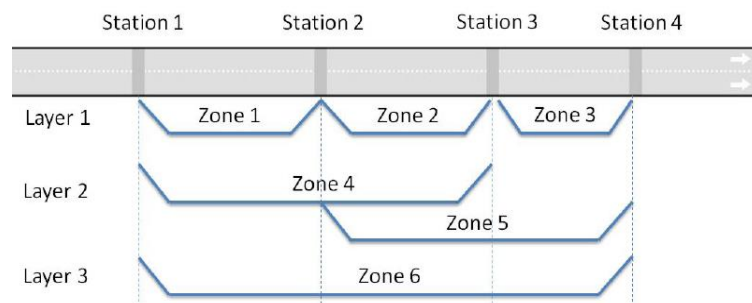 Station 1 Station 2 Station 3 Station 4
Layer 1 Zone 1 Zone 2 Zone 3
Layer 2 Zone 4
Zone 5
Layer 3 Zone 6